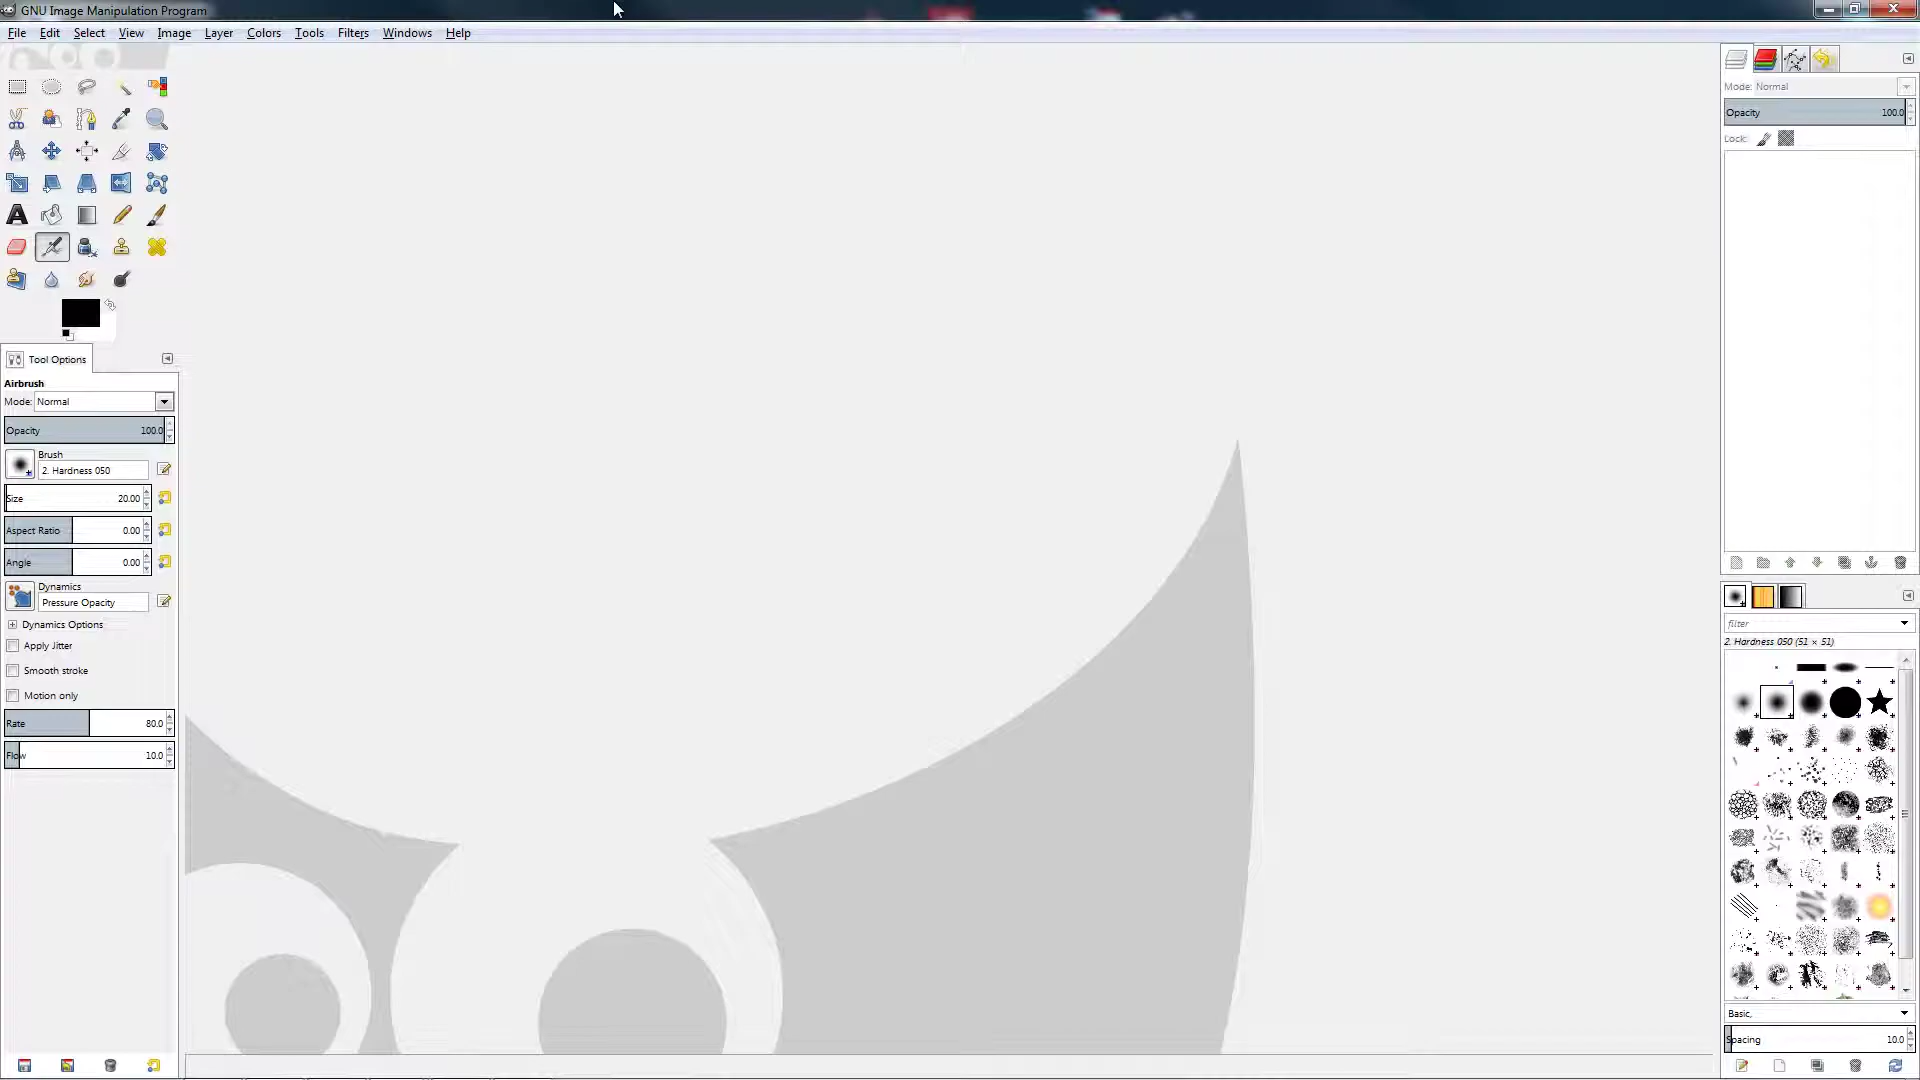 GNU Image Manipulation Program
File Edit Select View Image Layer Colors Tools Filters Windows Help
Mode: Normal
Opacity 100.0
Lock:
Tool Options
Airbrush
Mode: Normal
Opacity 100.0
Brush
2. Hardness 050
Size 20.00
Aspect Ratio 0.00
Angle 0.00
Dynamics
Pressure Opacity
Dynamics Options
Apply Jitter
Smooth stroke
Motion only
Rate 80.0
Flow 10.0
filter
2. Hardness 050 (51 × 51)
Basic,
Spacing 10.0